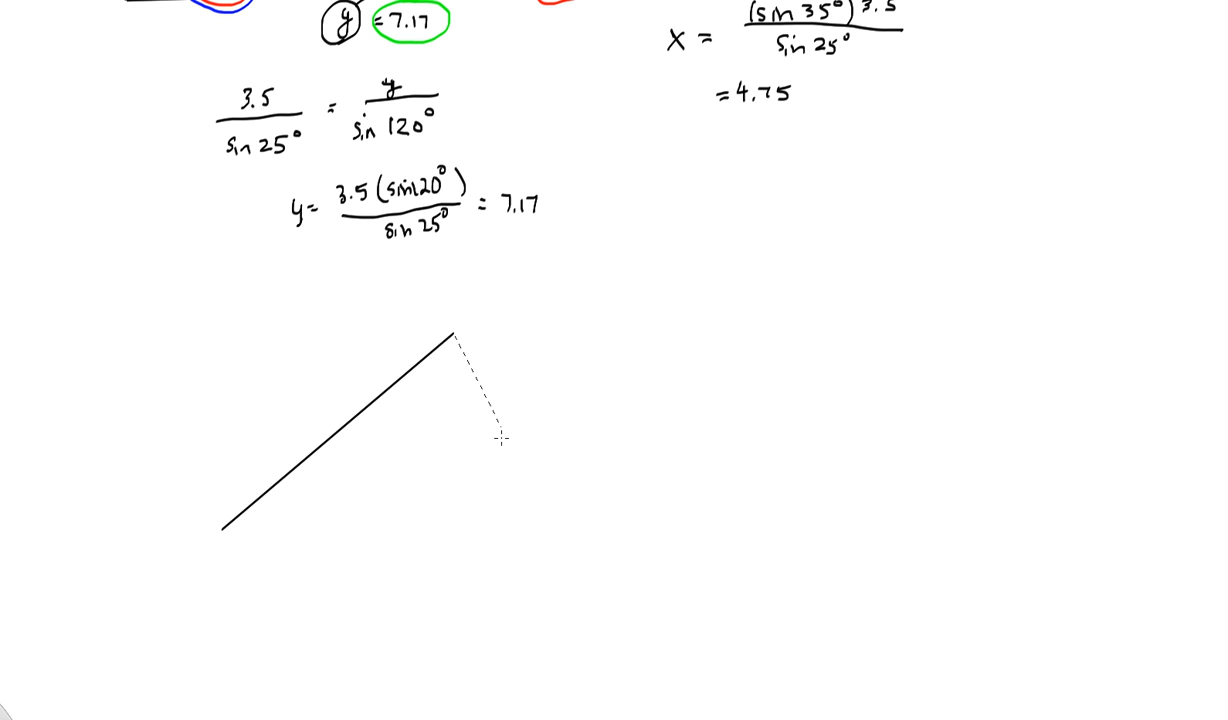 y = 7.17
x = (sin 35°) 3.5 / sin 25°
= 4.75
3.5 / sin 25° = y / sin 120°
y = 3.5 (sin120°) / sin 25° = 7.17